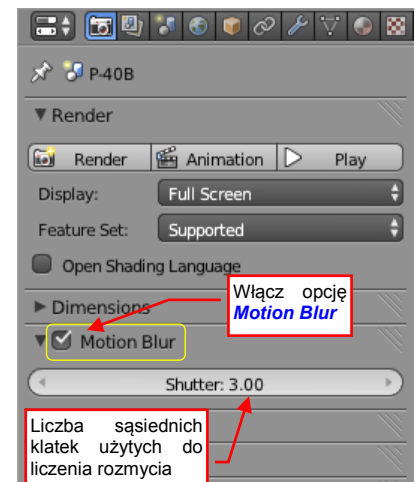 P-40B
Render
Render Animation Play
Display: Full Screen
Feature Set: Supported
Open Shading Language
Włącz opcję
Motion Blur
Dimensions
Motion Blur
Shutter: 3.00
Liczba sąsiednich
klatek użytych do
liczenia rozmycia